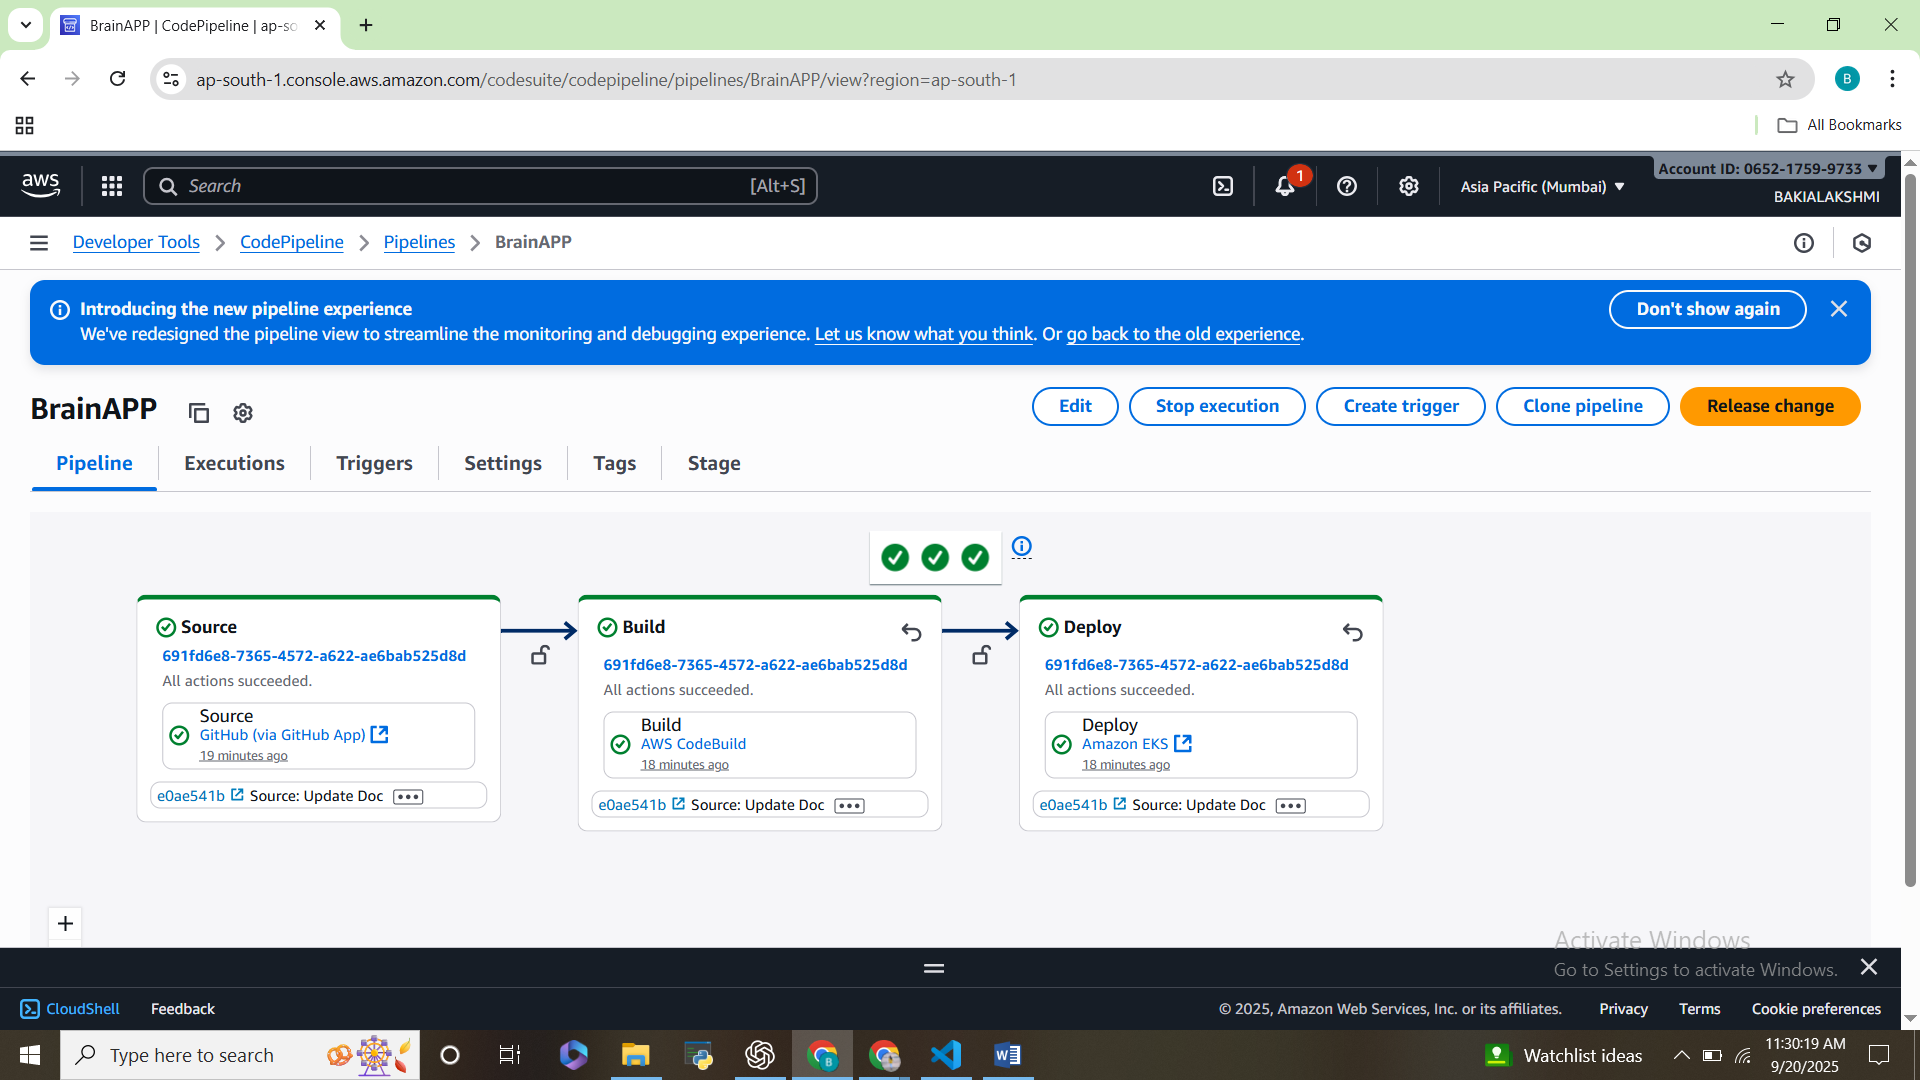 BrainAPP | CodePipeline | ap-so
ap-south-1.console.aws.amazon.com/codesuite/codepipeline/pipelines/BrainAPP/view?region=ap-south-1
B
All Bookmarks
aws
Search
[Alt+S]
1
Asia Pacific (Mumbai)
Account ID: 0652-1759-9733
BAKIALAKSHMI
Developer Tools
CodePipeline
Pipelines
BrainAPP
Introducing the new pipeline experience
We've redesigned the pipeline view to streamline the monitoring and debugging experience. Let us know what you think. Or go back to the old experience.
Don't show again
BrainAPP
Edit
Stop execution
Create trigger
Clone pipeline
Release change
Pipeline
Executions
Triggers
Settings
Tags
Stage
Source
691fd6e8-7365-4572-a622-ae6bab525d8d
All actions succeeded.
Source
GitHub (via GitHub App)
19 minutes ago
e0ae541b Source: Update Doc
Build
691fd6e8-7365-4572-a622-ae6bab525d8d
All actions succeeded.
Build
AWS CodeBuild
18 minutes ago
e0ae541b Source: Update Doc
Deploy
691fd6e8-7365-4572-a622-ae6bab525d8d
All actions succeeded.
Deploy
Amazon EKS
18 minutes ago
e0ae541b Source: Update Doc
Activate Windows
Go to Settings to activate Windows.
CloudShell
Feedback
© 2025, Amazon Web Services, Inc. or its affiliates.
Privacy
Terms
Cookie preferences
Type here to search
B
Watchlist ideas
11:30:19 AM
9/20/2025